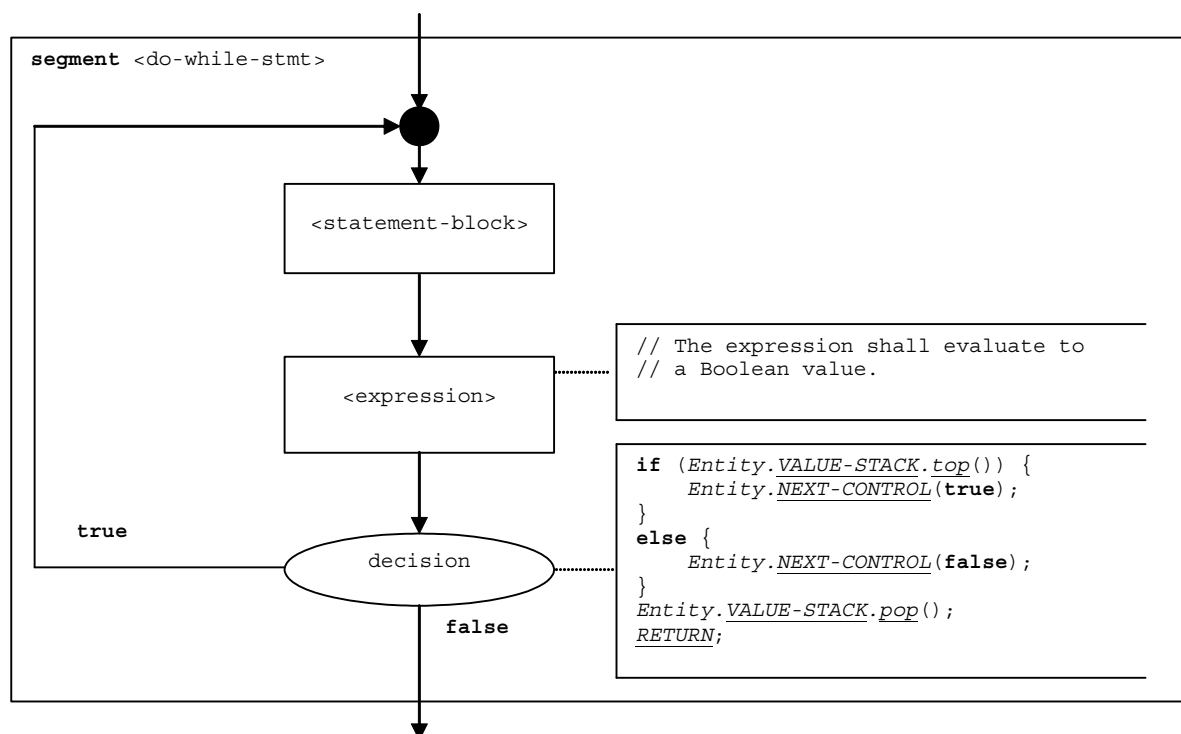 segment <do-while-stmt>
<statement-block>
// The expression shall evaluate to
// a Boolean value.
<expression>
if (Entity.VALUE-STACK.top()) {
    Entity.NEXT-CONTROL(true);
}
else {
    Entity.NEXT-CONTROL(false);
}
Entity.VALUE-STACK.pop();
RETURN;
true
decision
false